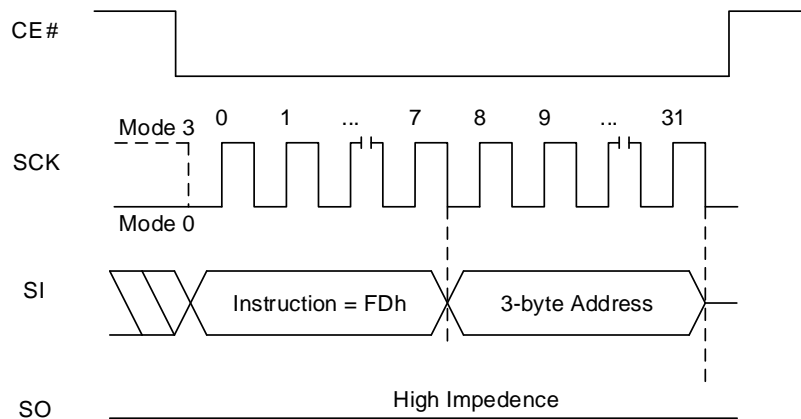 CE#
Mode 3 0 1 ... 7 8 9 ... 31
SCK
Mode 0
SI Instruction = FDh 3-byte Address
High Impedence
SO